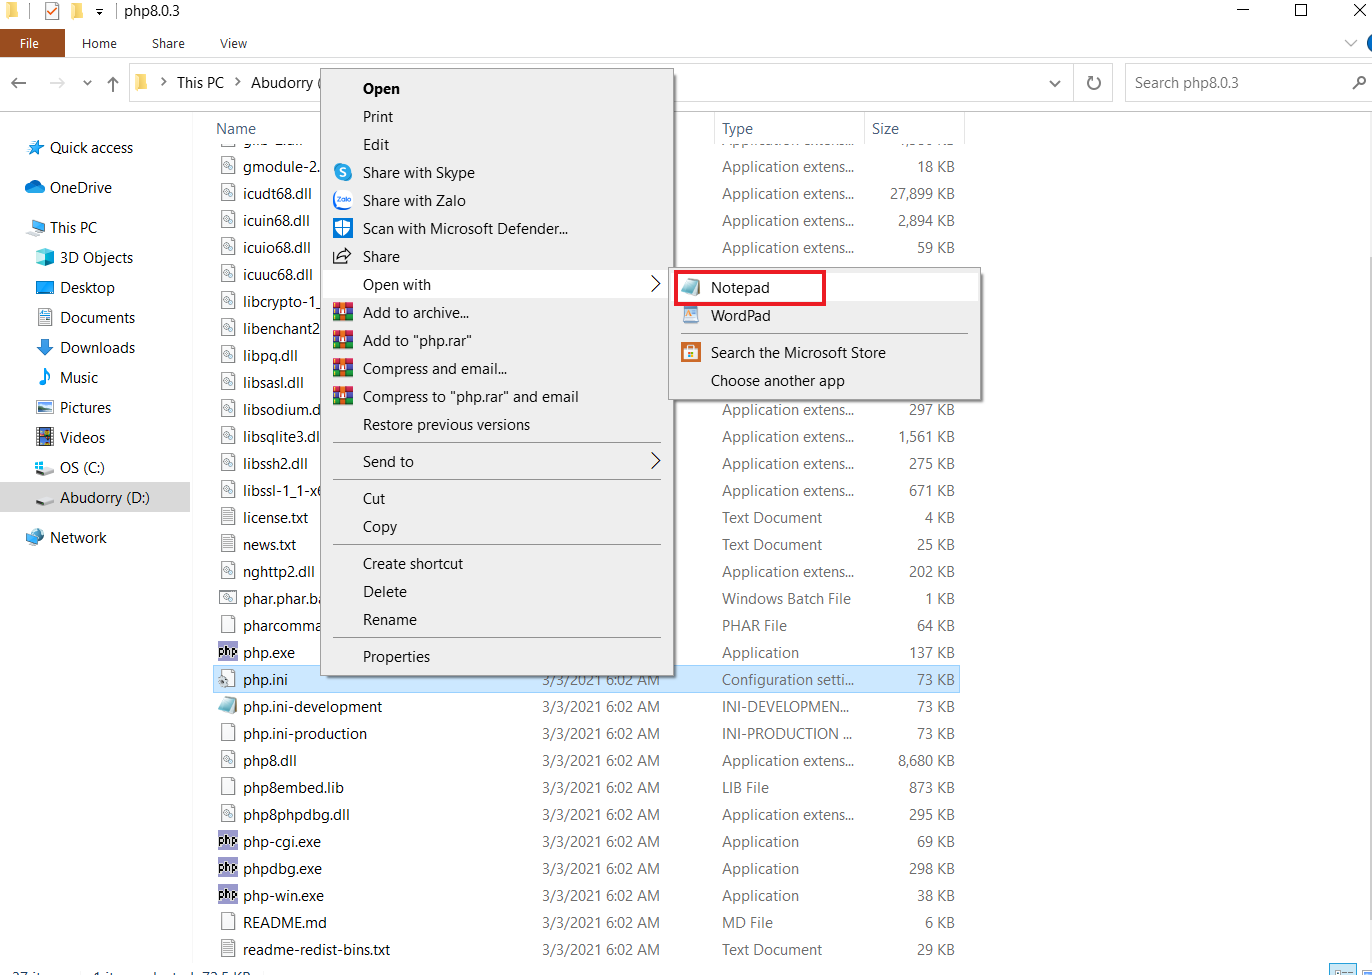 php8.0.3
File Home Share View
This PC Abudorry (
Search php8.0.3
Name Type Size
Quick access
OneDrive
This PC
3D Objects
Desktop
Documents
Downloads
Music
Pictures
Videos
OS (C:)
Abudorry (D:)
Network
gmodule-2. Application extens... 18 KB
icudt68.dll Application extens... 27,899 KB
icuin68.dll Application extens... 2,894 KB
icuio68.dll Application extens... 59 KB
icuuc68.dll
libcrypto-1_
libenchant2
libpq.dll
libsasl.dll
libsodium.d Application extens... 297 KB
libsqlite3.dl Application extens... 1,561 KB
libssh2.dll Application extens... 275 KB
libssl-1_1-x6 Application extens... 671 KB
license.txt Text Document 4 KB
news.txt Text Document 25 KB
nghttp2.dll Application extens... 202 KB
phar.phar.ba Windows Batch File 1 KB
pharcomma PHAR File 64 KB
php php.exe Application 137 KB
php.ini 3/3/2021 6:02 AM Configuration setti... 73 KB
php.ini-development 3/3/2021 6:02 AM INI-DEVELOPMEN... 73 KB
php.ini-production 3/3/2021 6:02 AM INI-PRODUCTION ... 73 KB
php8.dll 3/3/2021 6:02 AM Application extens... 8,680 KB
php8embed.lib 3/3/2021 6:02 AM LIB File 873 KB
php8phpdbg.dll 3/3/2021 6:02 AM Application extens... 295 KB
php php-cgi.exe 3/3/2021 6:02 AM Application 69 KB
php phpdbg.exe 3/3/2021 6:02 AM Application 298 KB
php php-win.exe 3/3/2021 6:02 AM Application 38 KB
README.md 3/3/2021 6:02 AM MD File 6 KB
readme-redist-bins.txt 3/3/2021 6:02 AM Text Document 29 KB
Open
Print
Edit
S Share with Skype
Zalo Share with Zalo
Scan with Microsoft Defender...
Share
Open with
Add to archive...
Add to "php.rar"
Compress and email...
Compress to "php.rar" and email
Restore previous versions
Send to
Cut
Copy
Create shortcut
Delete
Rename
Properties
Notepad
WordPad
Search the Microsoft Store
Choose another app